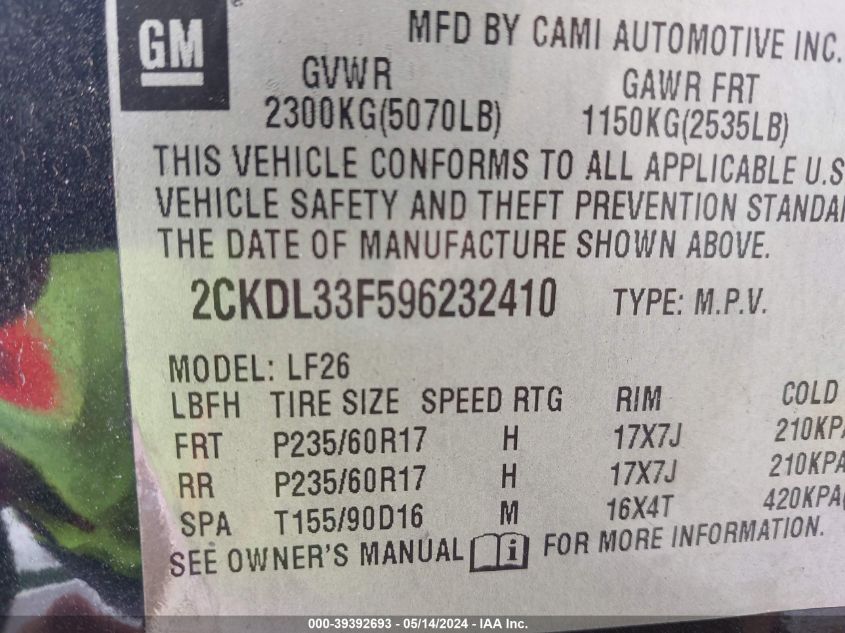 GM
MFD BY CAMI AUTOMOTIVE INC.
GVWR GAWR FRT
2300KG(5070LB) 1150KG(2535LB)
THIS VEHICLE CONFORMS TO ALL APPLICABLE U.S
VEHICLE SAFETY AND THEFT PREVENTION STANDA
THE DATE OF MANUFACTURE SHOWN ABOVE.
2CKDL33F596232410 TYPE: M.P.V.
MODEL: LF26
LBFH TIRE SIZE SPEED RTG RIM COLD
FRT P235/60R17 H 17X7J 210KPA
RR P235/60R17 H 17X7J 210KPA
SPA T155/90D16 M 16X4T 420KPA(
SEE OWNER'S MANUAL i FOR MORE INFORMATION.
000-39392693 - 05/14/2024 - IAA Inc.